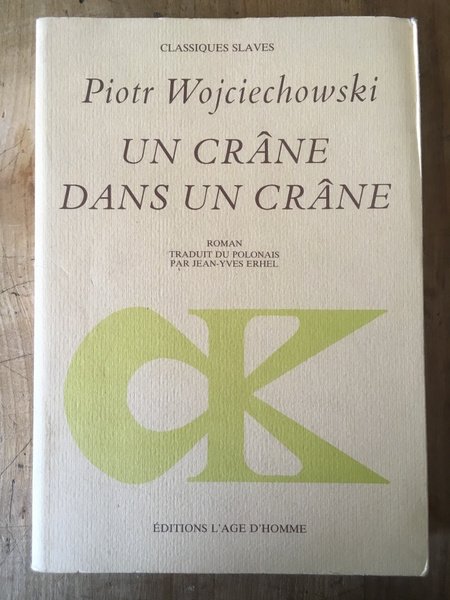 CLASSIQUES SLAVES
Piotr Wojciechowski
UN CRÂNE
DANS UN CRÂNE
ROMAN
TRADUIT DU POLONAIS
PAR JEAN-YVES ERHEL
ÉDITIONS L'AGE D'HOMME